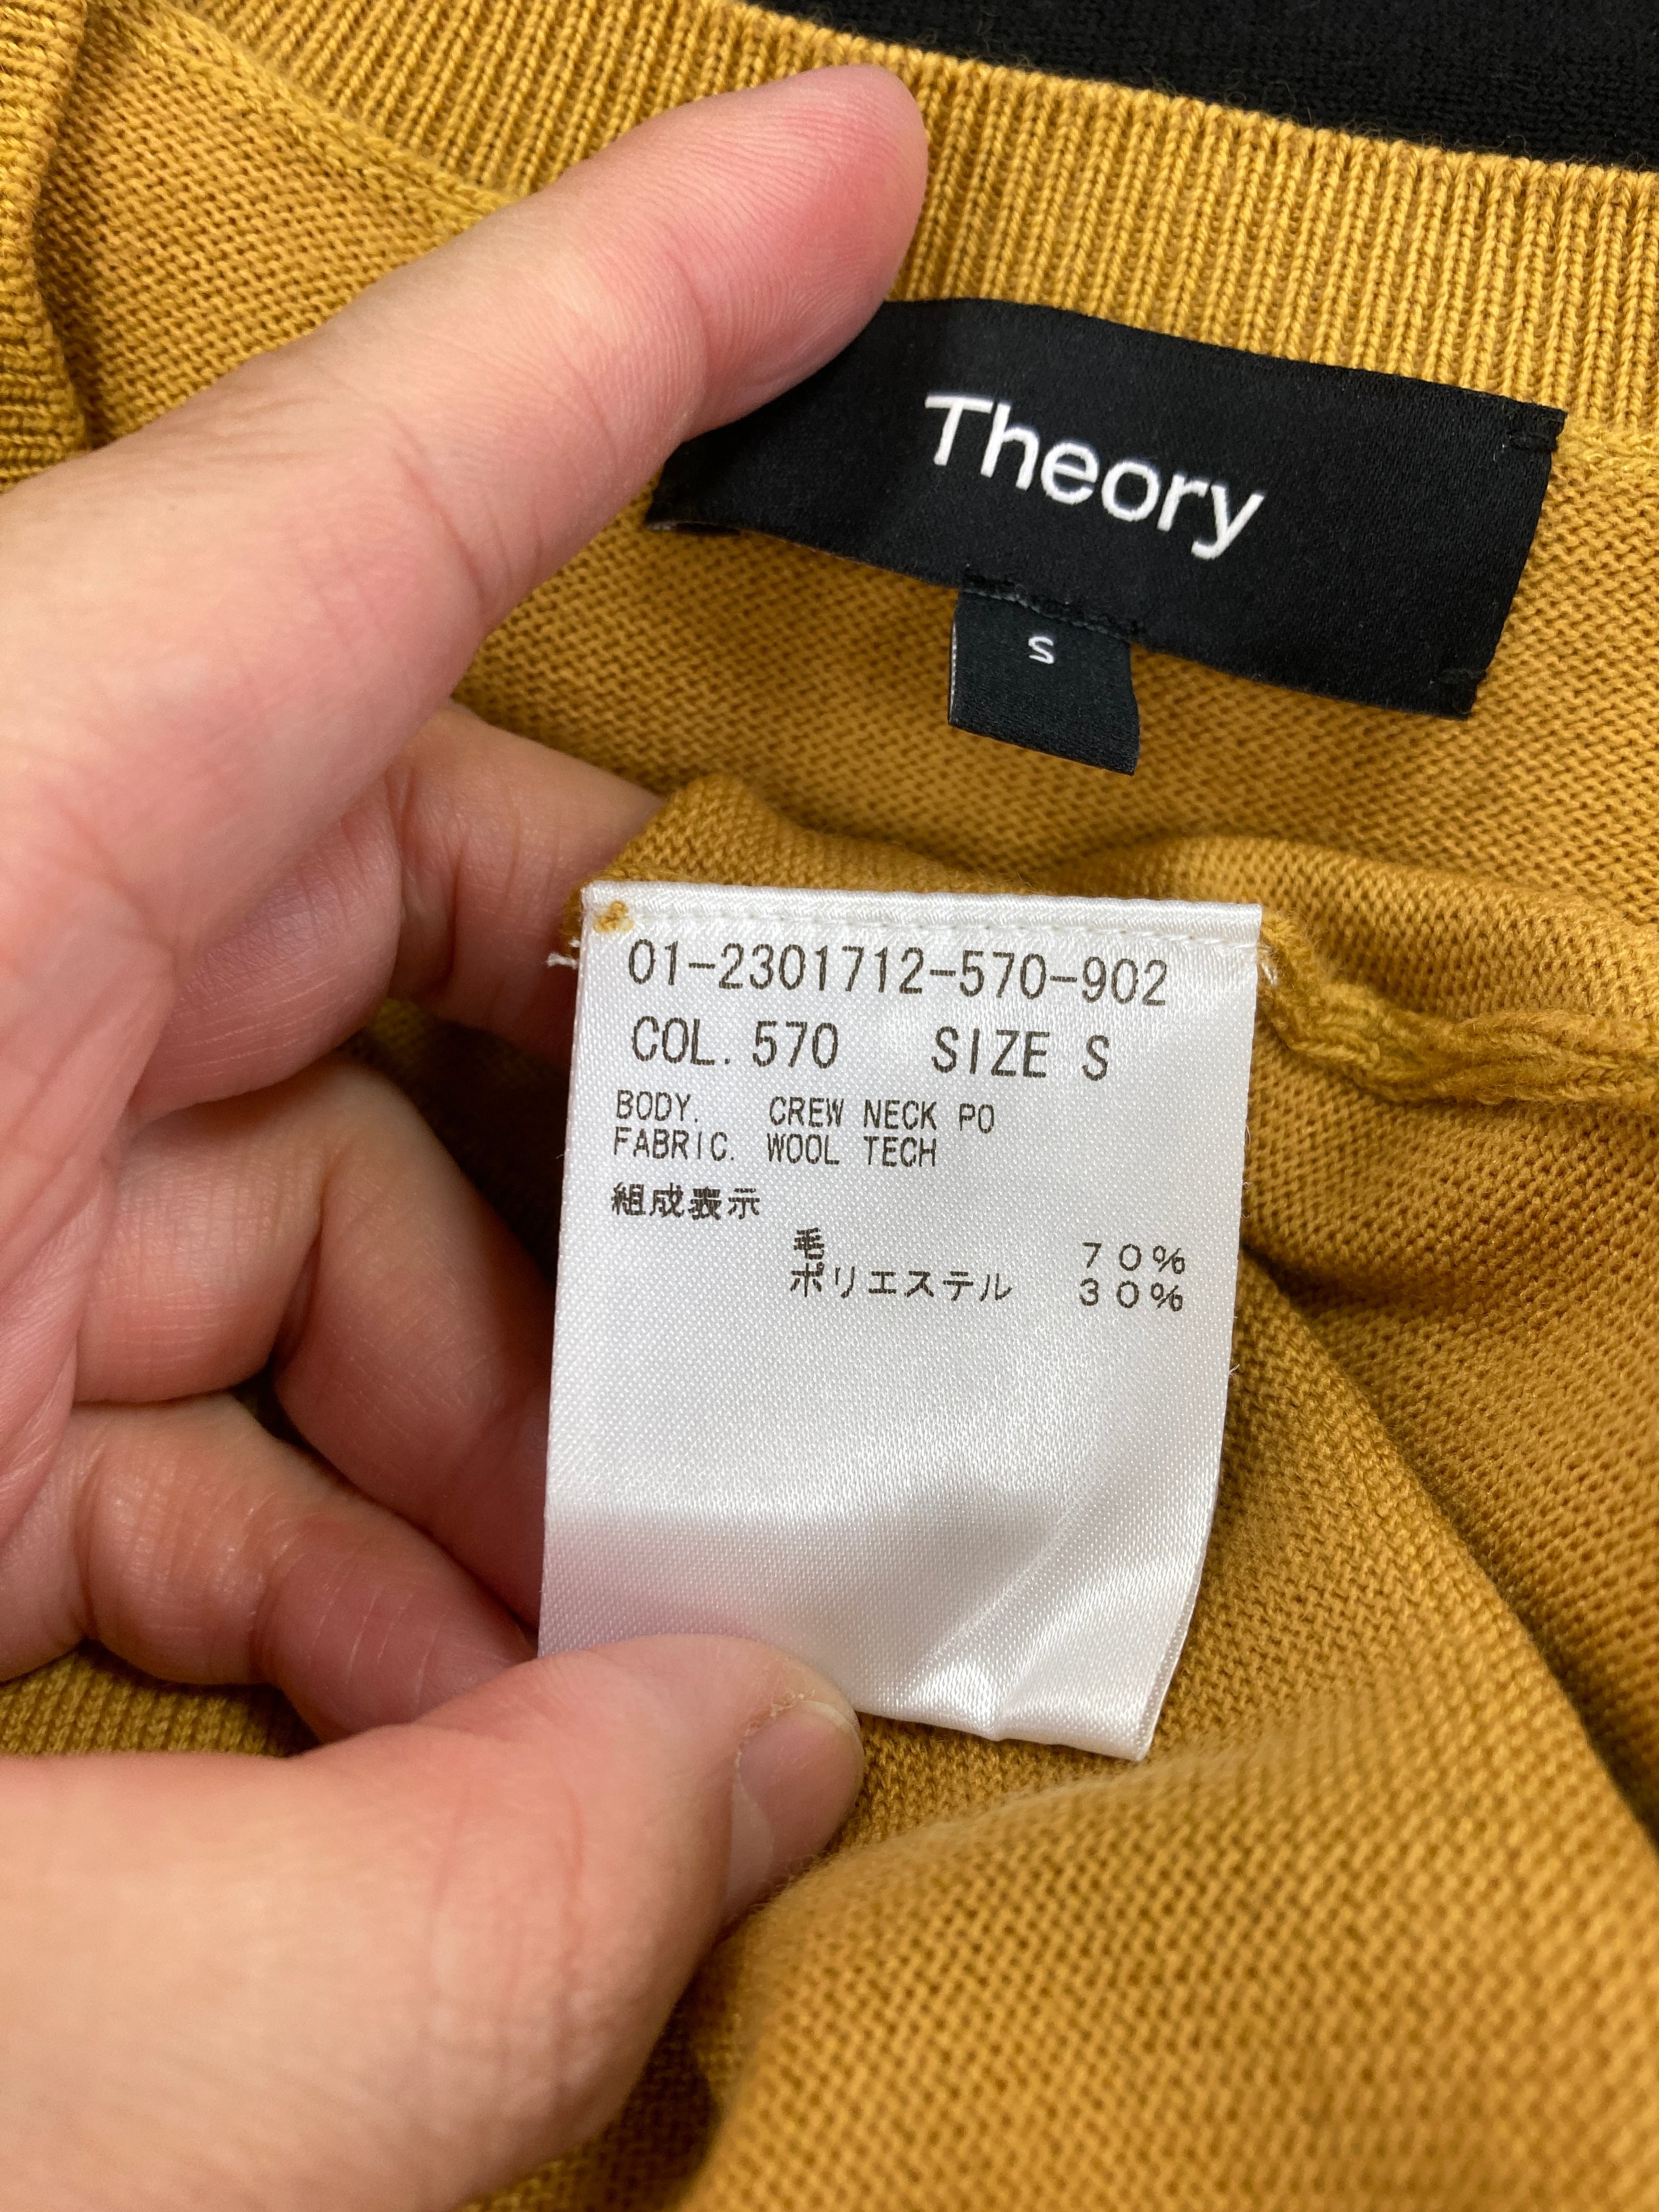 Theory
S
01-2301712-570-902
COL. 570 SIZE S
BODY. CREW NECK PO
FABRIC. WOOL TECH
組成表示
毛 70%
ポリエステル 30%